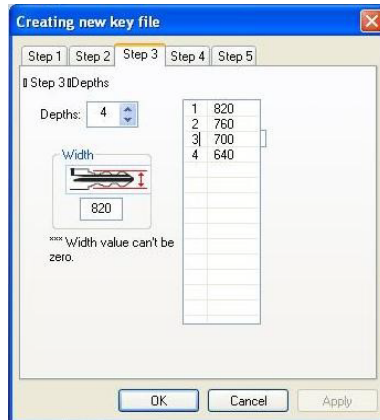 Creating new key file
Step 1 Step 2 Step 3 Step 4 Step 5
Step 3 Depths
Depths: 4
1 820
2 760
3 700
4 640
Width
820
*** Width value can't be
zero.
OK Cancel Apply